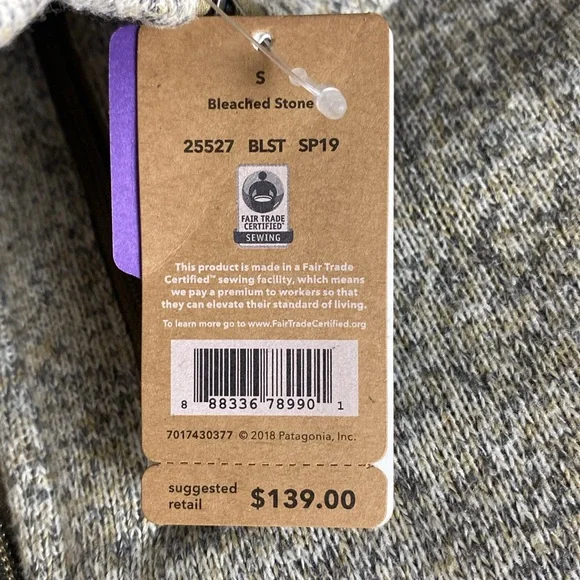 S
Bleached Stone
25527 BLST SP19
FAIR TRADE
CERTIFIED™
SEWING
This product is made in a Fair Trade
Certified™ sewing facility, which means
we pay a premium to workers so that
they can elevate their standard of living.
To learn more go to www.FairTradeCertified.org
8 88336 78990 1
7017430377 © 2018 Patagonia, Inc.
suggested
retail $139.00